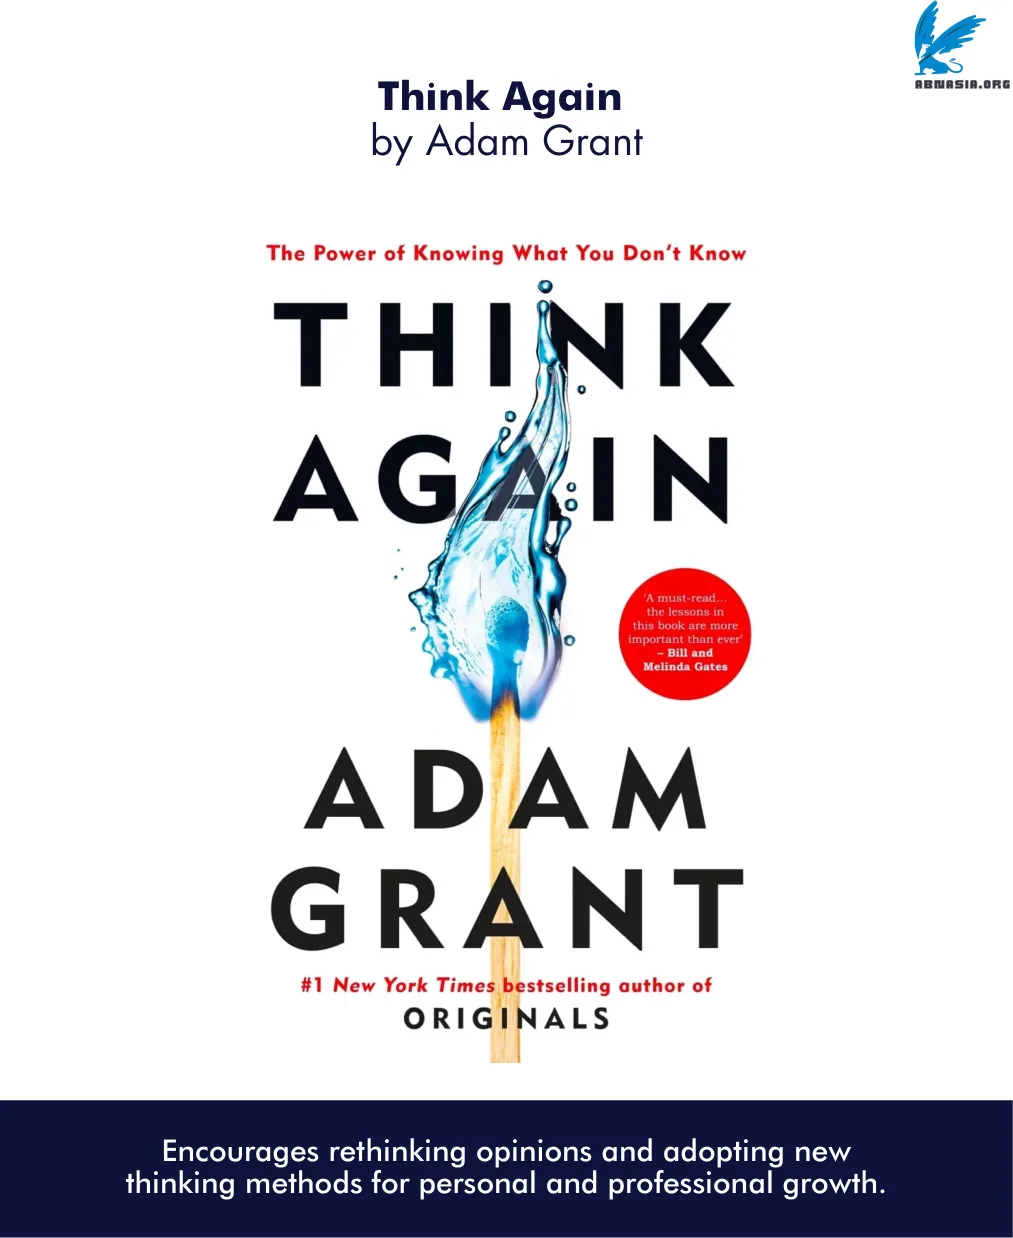 ABNASIA.ORG
Think Again
by Adam Grant
The Power of Knowing What You Don't Know
THINK
AGAIN
'A must-read...
the lessons in
this book are more
important than ever'
– Bill and
Melinda Gates
ADAM
GRANT
#1 New York Times bestselling author of
ORIGINALS
Encourages rethinking opinions and adopting new
thinking methods for personal and professional growth.